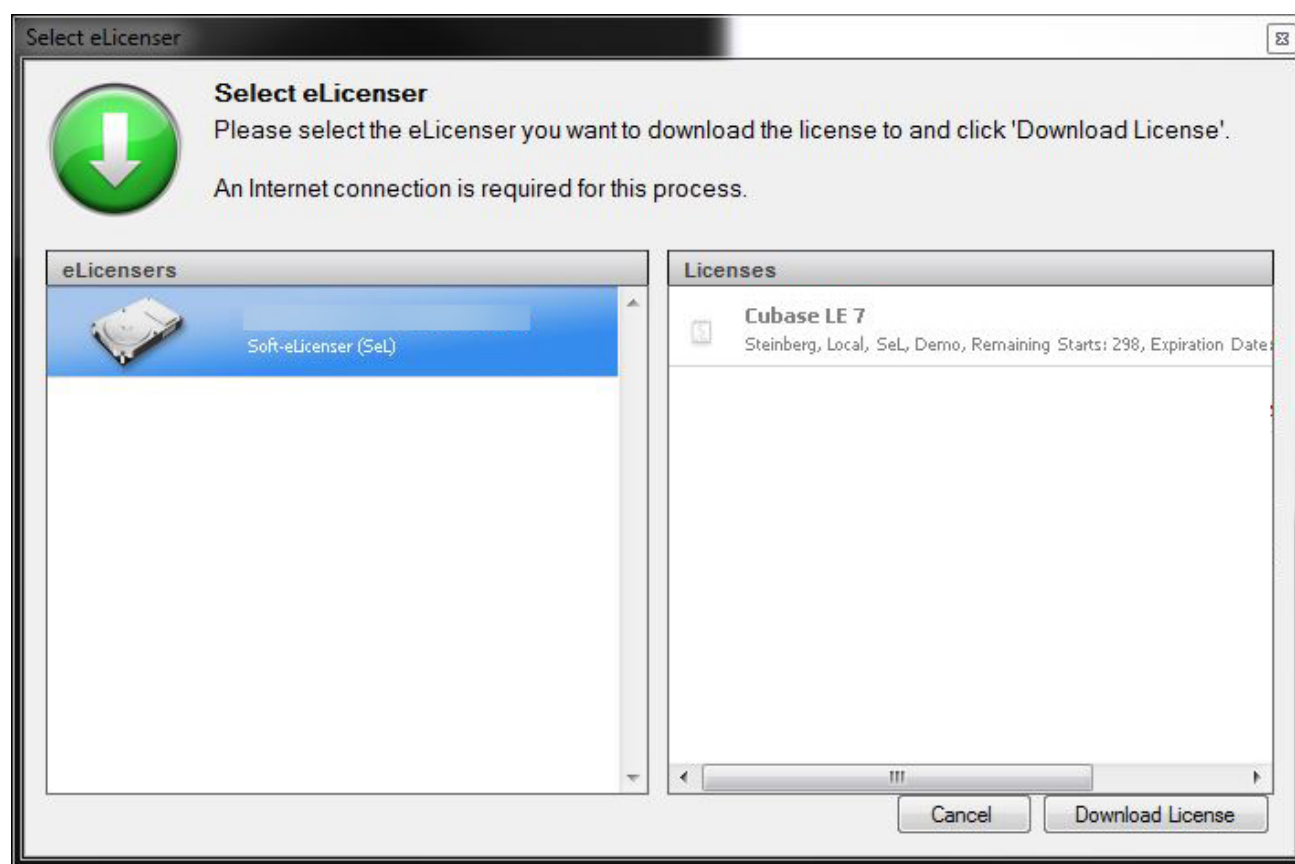 Select eLicenser
Select eLicenser
Please select the eLicenser you want to download the license to and click 'Download License'.
An Internet connection is required for this process.
eLicensers
Soft-eLicenser (SeL)
Licenses
Cubase LE 7
Steinberg, Local, SeL, Demo, Remaining Starts: 298, Expiration Date:
Cancel
Download License